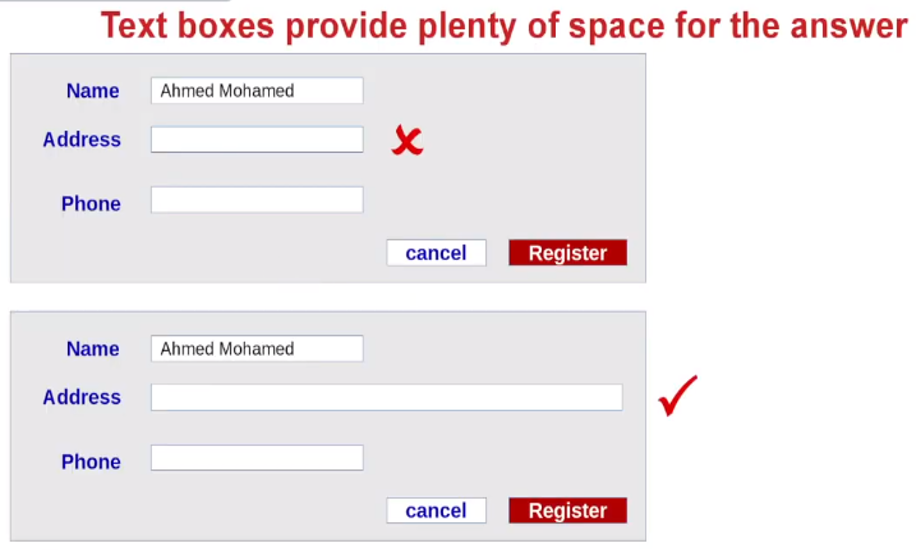 Text boxes provide plenty of space for the answer
Name Ahmed Mohamed
Address
Phone
cancel Register
Name Ahmed Mohamed
Address
Phone
cancel Register